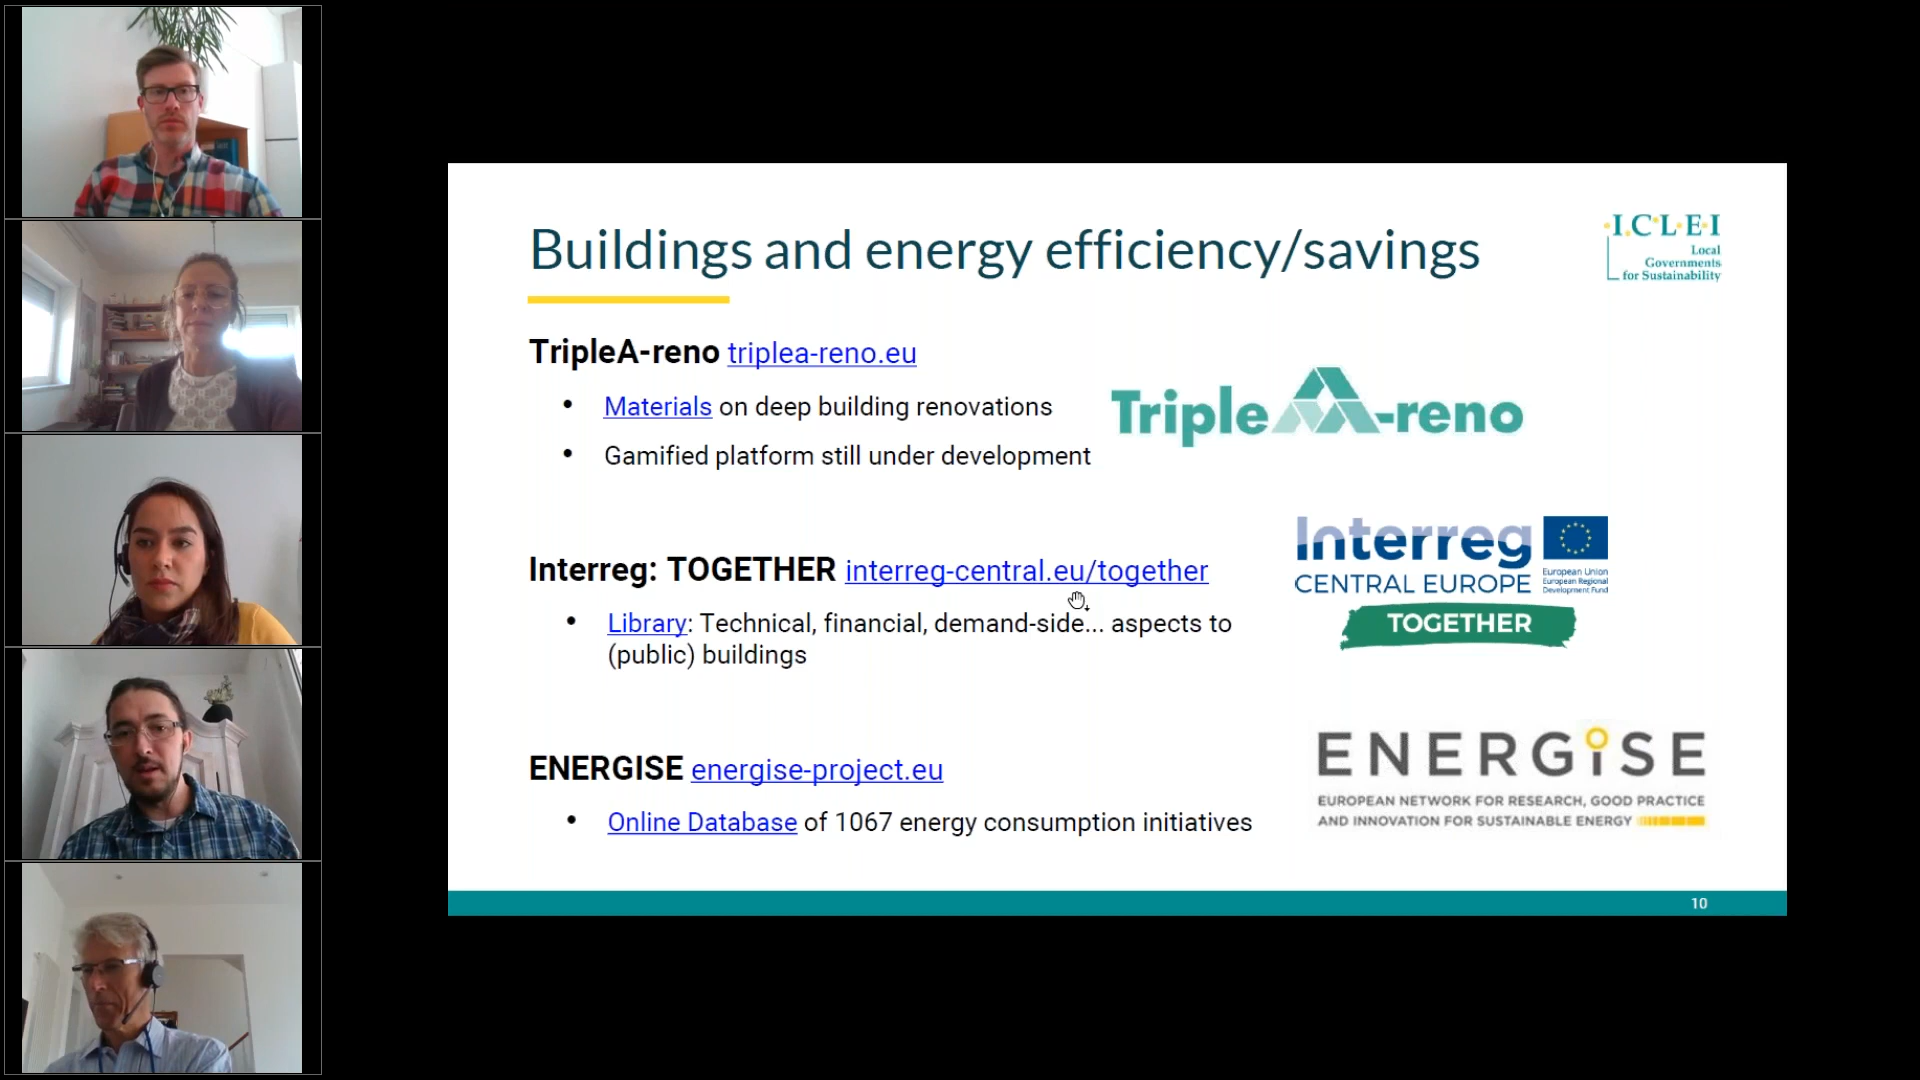 Buildings and energy efficiency/savings
I.C.L.E.I
Local
Governments
for Sustainability
TripleA-reno triplea-reno.eu
• Materials on deep building renovations
• Gamified platform still under development
Triple A-reno
Interreg: TOGETHER interreg-central.eu/together
• Library: Technical, financial, demand-side... aspects to
(public) buildings
Interreg
CENTRAL EUROPE
European Union
European Regional
Development Fund
TOGETHER
ENERGISE energise-project.eu
• Online Database of 1067 energy consumption initiatives
ENERGiSE
EUROPEAN NETWORK FOR RESEARCH, GOOD PRACTICE
AND INNOVATION FOR SUSTAINABLE ENERGY
10